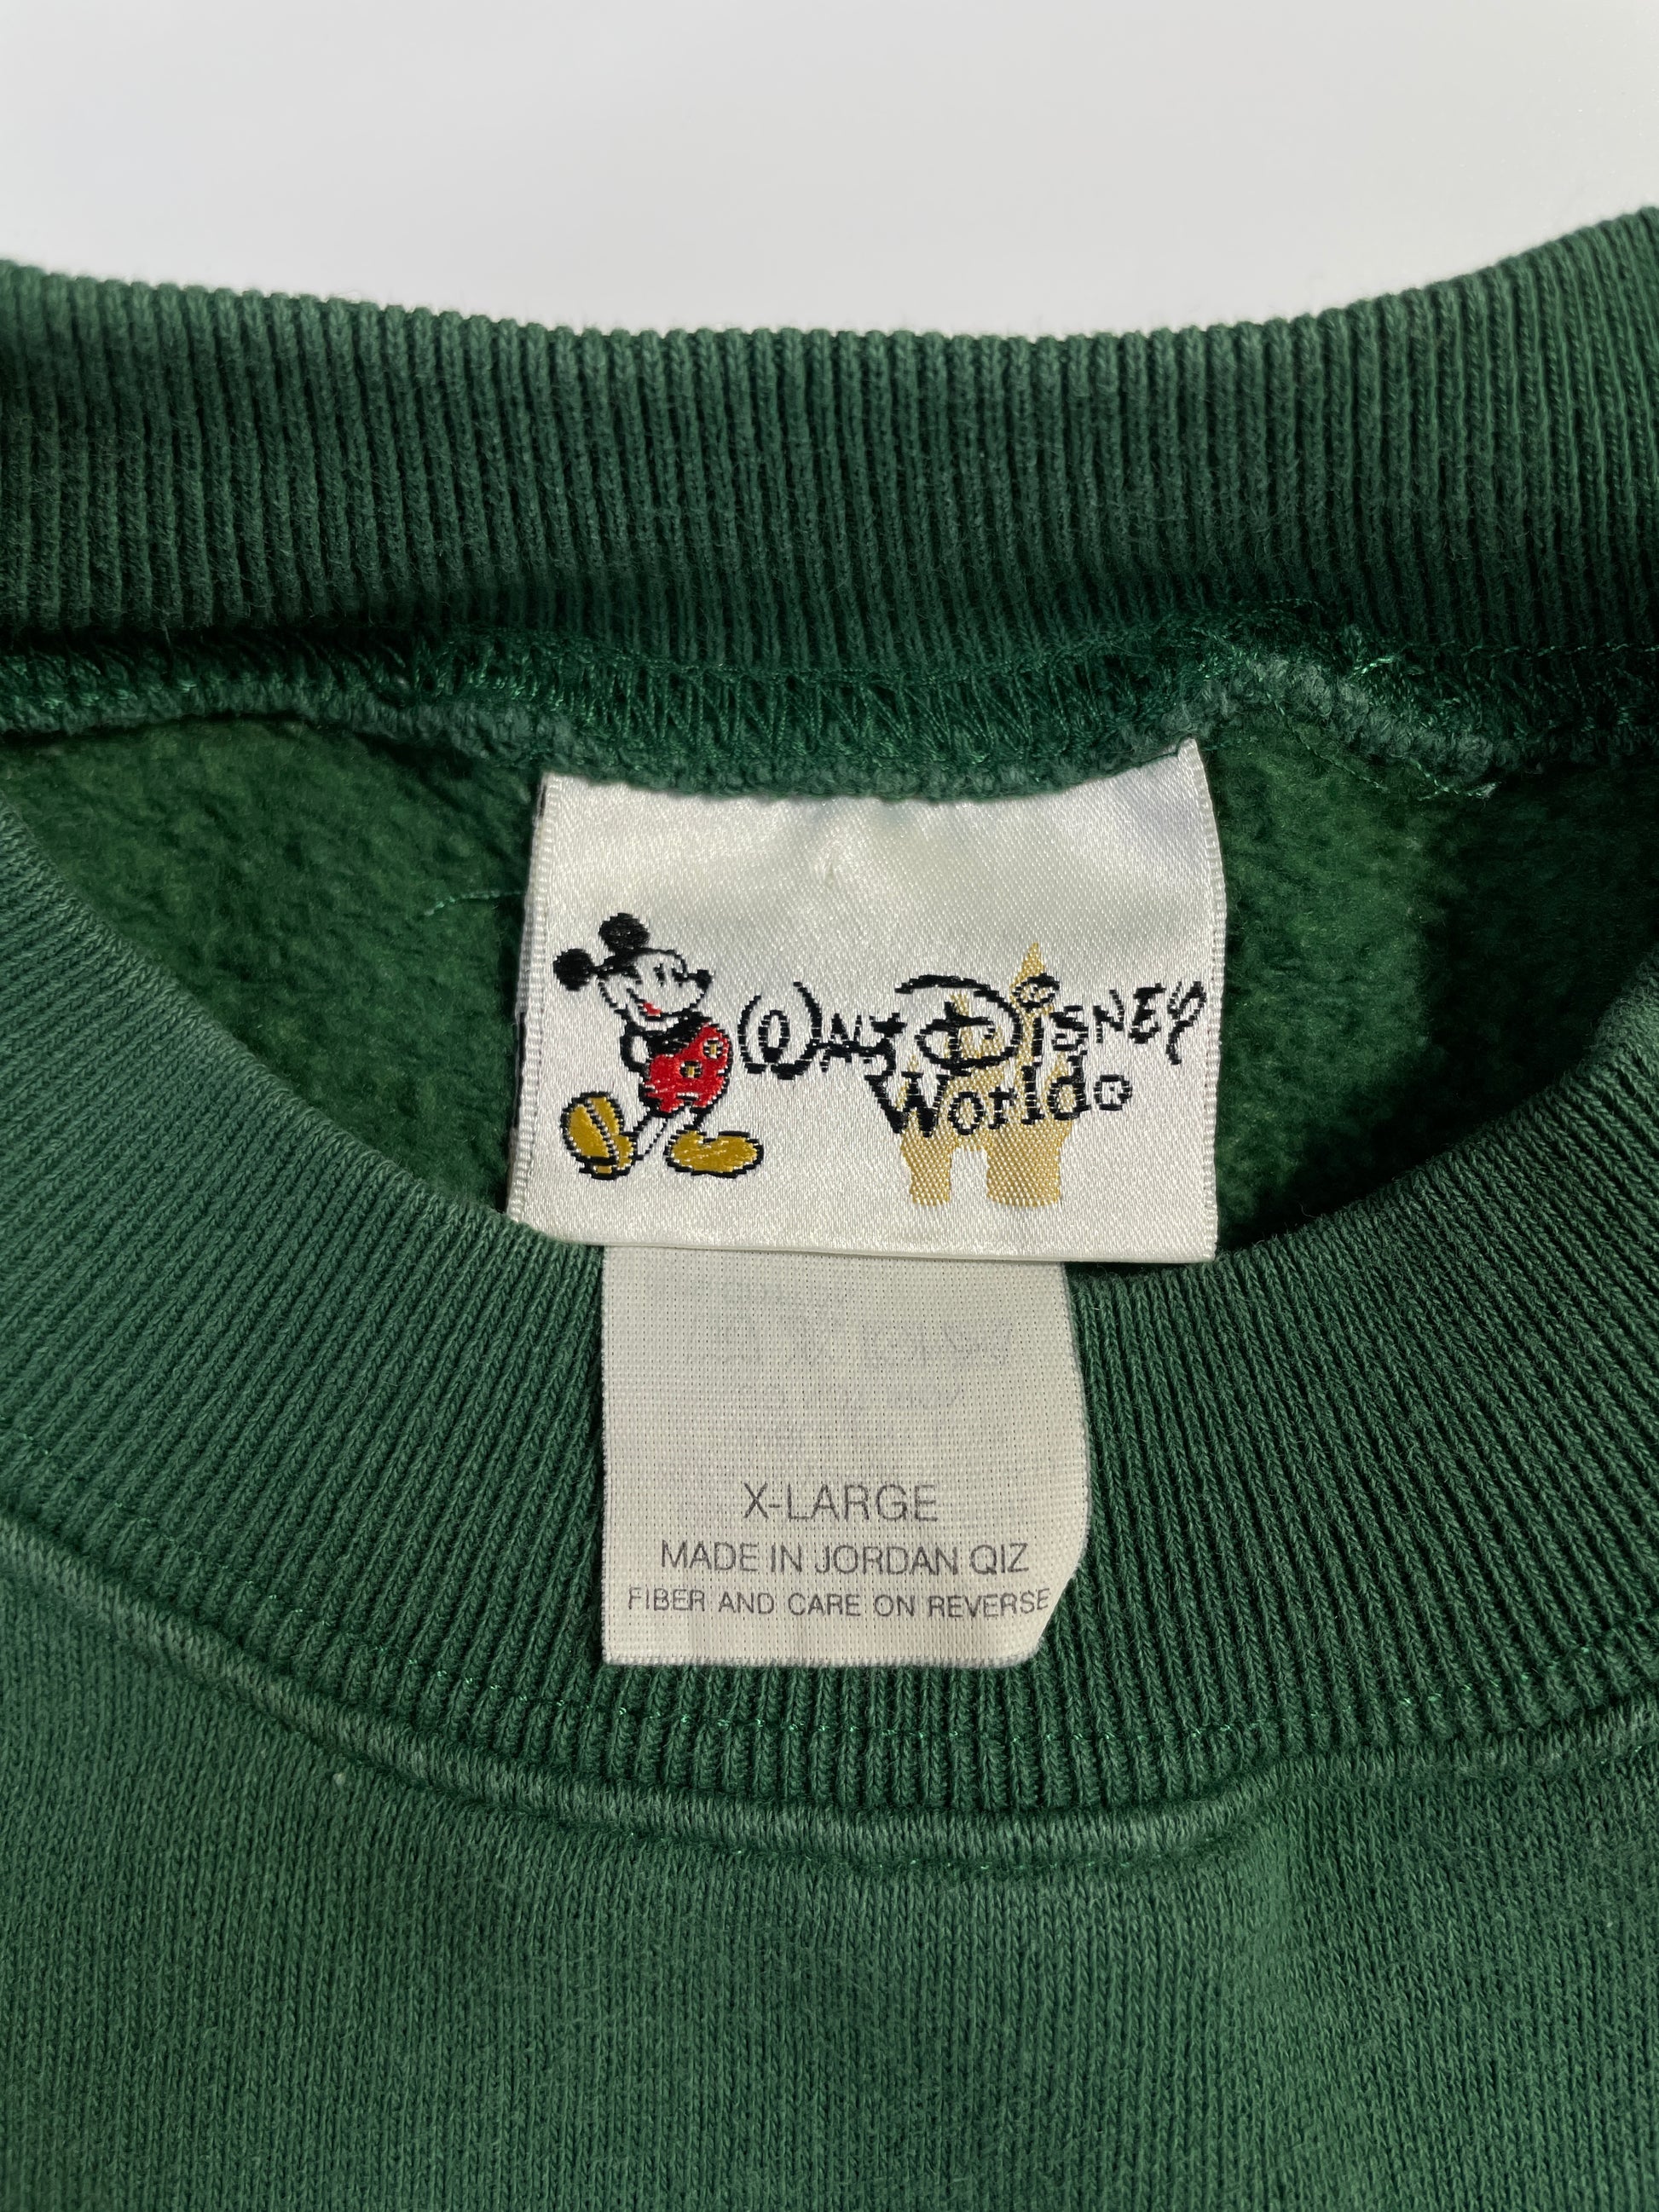 WALT DISNEY
World®
X-LARGE
MADE IN JORDAN QIZ
FIBER AND CARE ON REVERSE